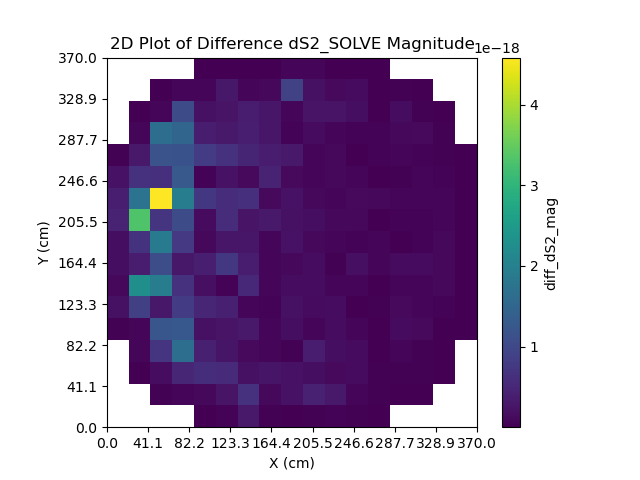 2D Plot of Difference dS2_SOLVE Magnitude
1e−18
370.0
328.9
287.7
246.6
205.5
164.4
123.3
82.2
41.1
0.0
Y (cm)
0.0 41.1 82.2 123.3 164.4 205.5 246.6 287.7 328.9 370.0
X (cm)
4
3
2
1
diff_dS2_mag